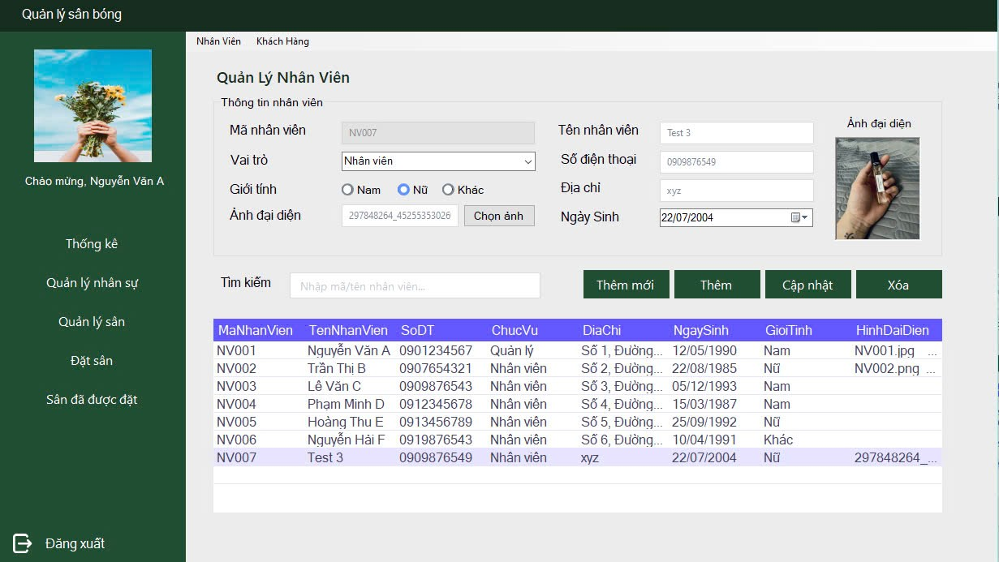 Quản lý sân bóng
Chào mừng, Nguyễn Văn A
Thống kê
Quản lý nhân sự
Quản lý sân
Đặt sân
Sân đã được đặt
Đăng xuất
Nhân Viên Khách Hàng
Quản Lý Nhân Viên
Thông tin nhân viên
Mã nhân viên NV007 Tên nhân viên Test 3 Ảnh đại diện
Vai trò Nhân viên Số điện thoại 0909876549
Giới tính Nam Nữ Khác Địa chỉ xyz
Ảnh đại diện 297848264_45255353026 Chọn ảnh Ngày Sinh 22/07/2004
Tìm kiếm Nhập mã/tên nhân viên... Thêm mới Thêm Cập nhật Xóa
MaNhanVien TenNhanVien SoDT ChucVu DiaChi NgaySinh GioiTinh HinhDaiDien
NV001 Nguyễn Văn A 0901234567 Quản lý Số 1, Đường... 12/05/1990 Nam NV001.jpg ...
NV002 Trần Thị B 0907654321 Nhân viên Số 2, Đường... 22/08/1985 Nữ NV002.png ...
NV003 Lê Văn C 0909876543 Nhân viên Số 3, Đường... 05/12/1993 Nam
NV004 Phạm Minh D 0912345678 Nhân viên Số 4, Đường... 15/03/1987 Nam
NV005 Hoàng Thu E 0913456789 Nhân viên Số 5, Đường... 25/09/1992 Nữ
NV006 Nguyễn Hải F 0919876543 Nhân viên Số 6, Đường... 10/04/1991 Khác
NV007 Test 3 0909876549 Nhân viên xyz 22/07/2004 Nữ 297848264_...